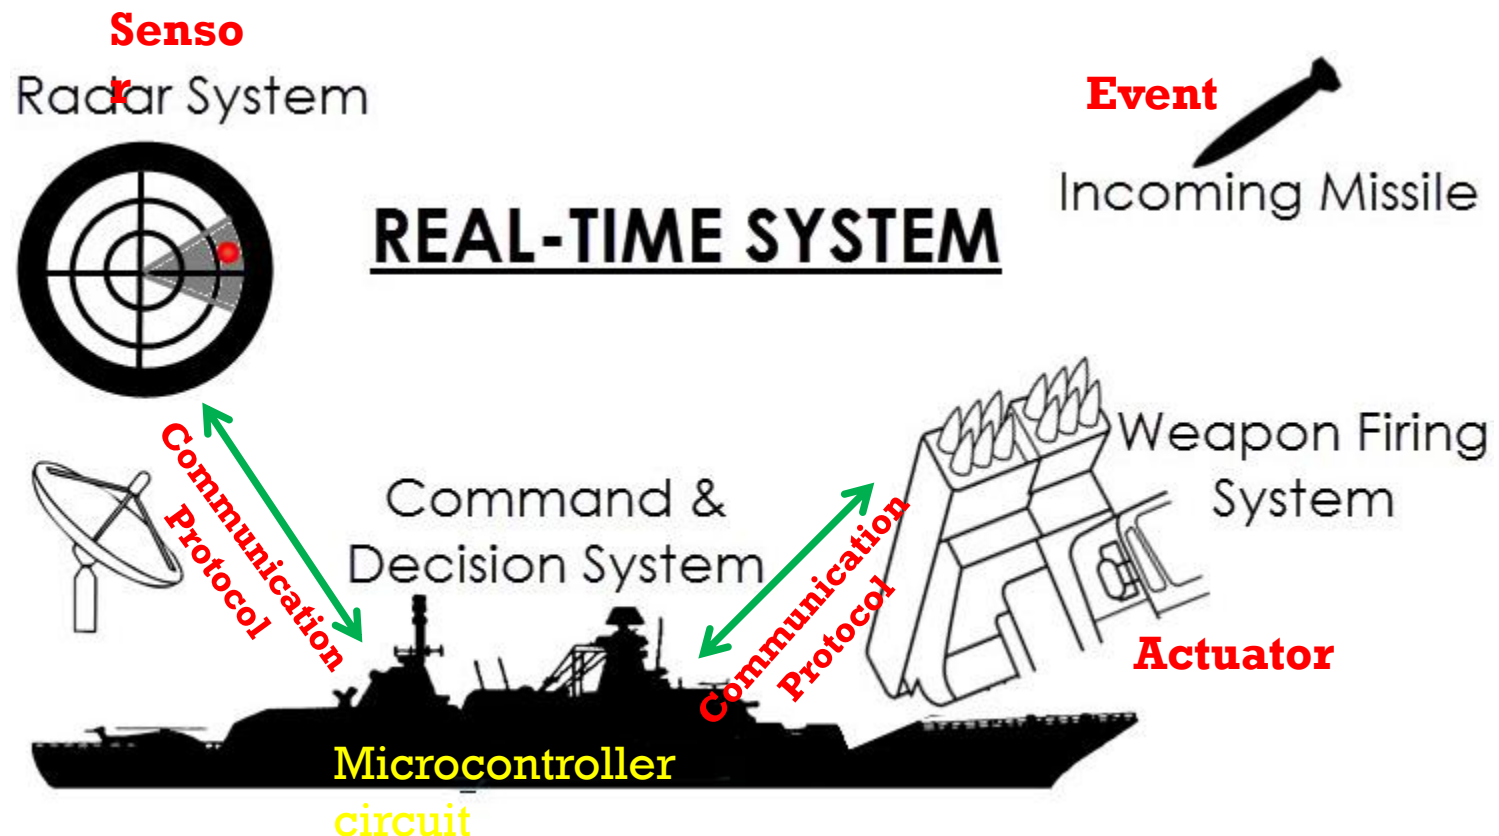 Senso
r
Radar System
Event
Incoming Missile
REAL-TIME SYSTEM
Weapon Firing
System
Communication
Protocol
Command &
Decision System
Communication
Protocol
Actuator
Microcontroller
circuit